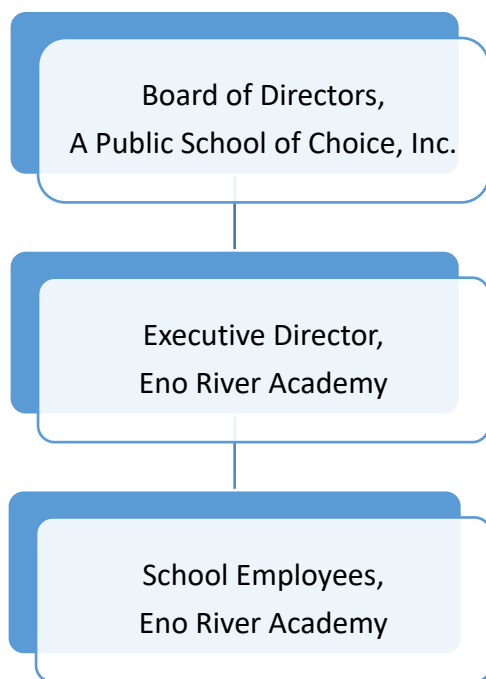 Board of Directors,
A Public School of Choice, Inc.
Executive Director,
Eno River Academy
School Employees,
Eno River Academy